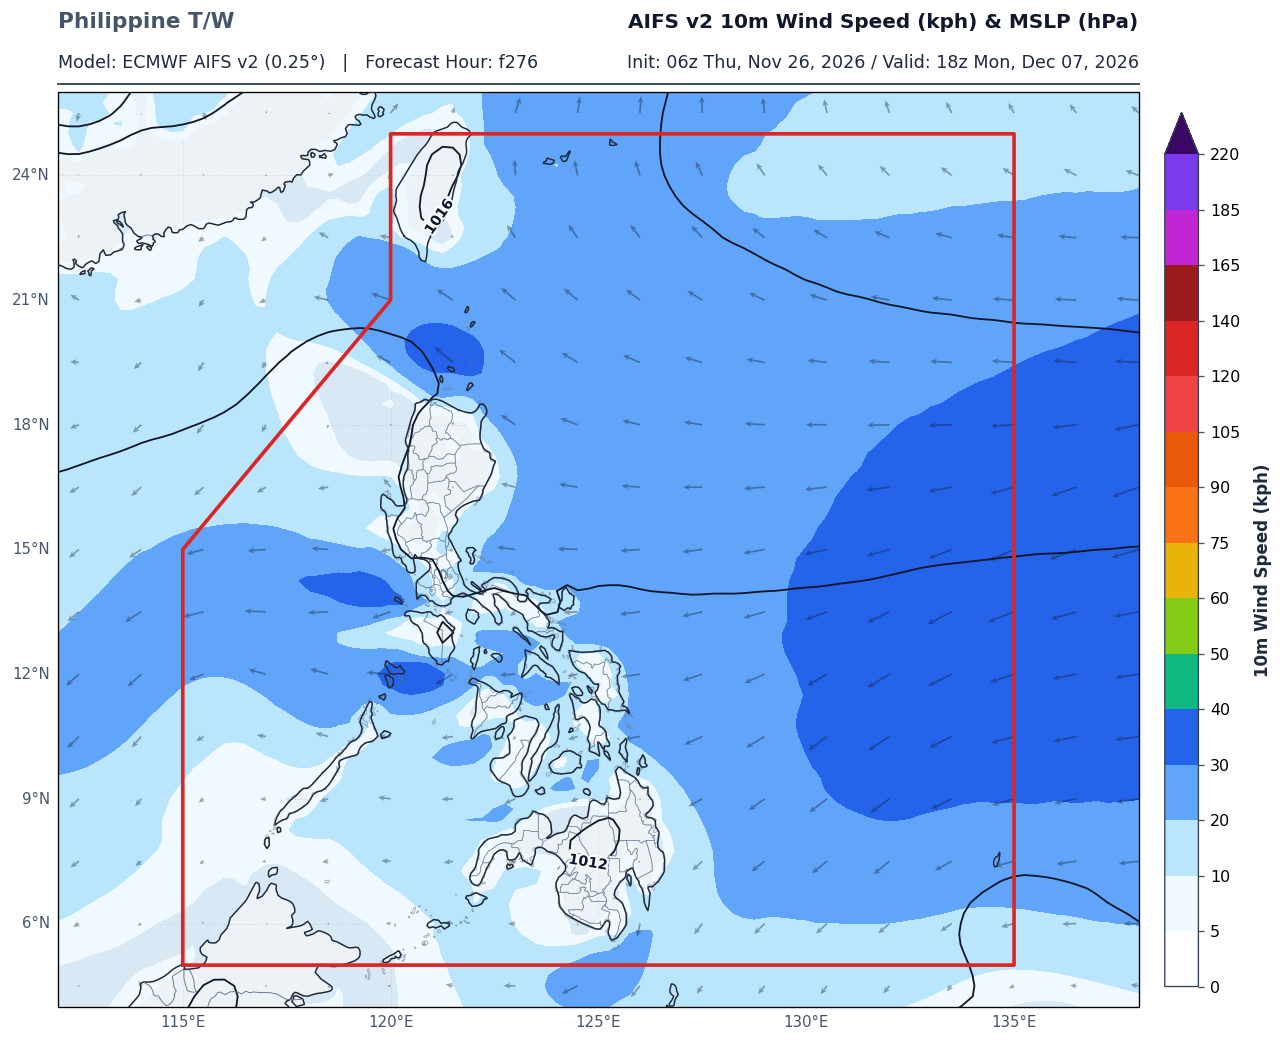 Philippine T/W
AIFS v2 10m Wind Speed (kph) & MSLP (hPa)
Model: ECMWF AIFS v2 (0.25°)   |   Forecast Hour: f276
Init: 06z Thu, Nov 26, 2026 / Valid: 18z Mon, Dec 07, 2026
24°N
21°N
18°N
15°N
12°N
9°N
6°N
1016
1012
115°E
120°E
125°E
130°E
135°E
220
185
165
140
120
105
90
75
60
50
40
30
20
10
5
0
10m Wind Speed (kph)